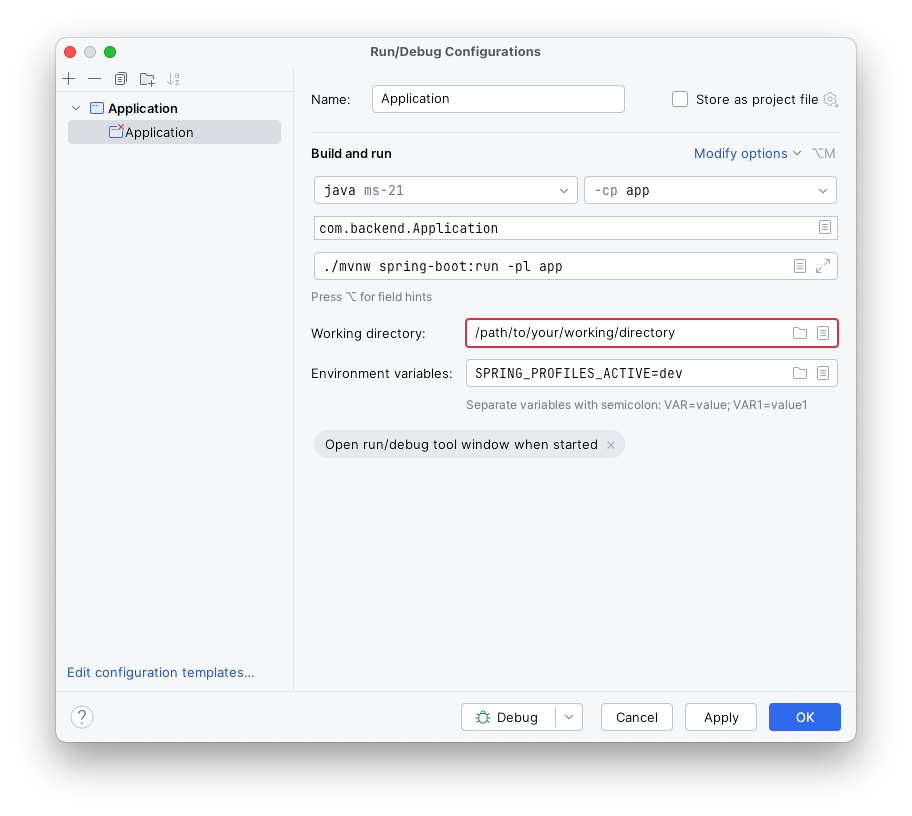 Run/Debug Configurations
Application
Application
Edit configuration templates...
Name:
Application
Store as project file
Build and run
Modify options
⌥M
java ms-21
-cp app
com.backend.Application
./mvnw spring-boot:run -pl app
Press ⌥ for field hints
Working directory:
/path/to/your/working/directory
Environment variables:
SPRING_PROFILES_ACTIVE=dev
Separate variables with semicolon: VAR=value; VAR1=value1
Open run/debug tool window when started
?
Debug
Cancel
Apply
OK